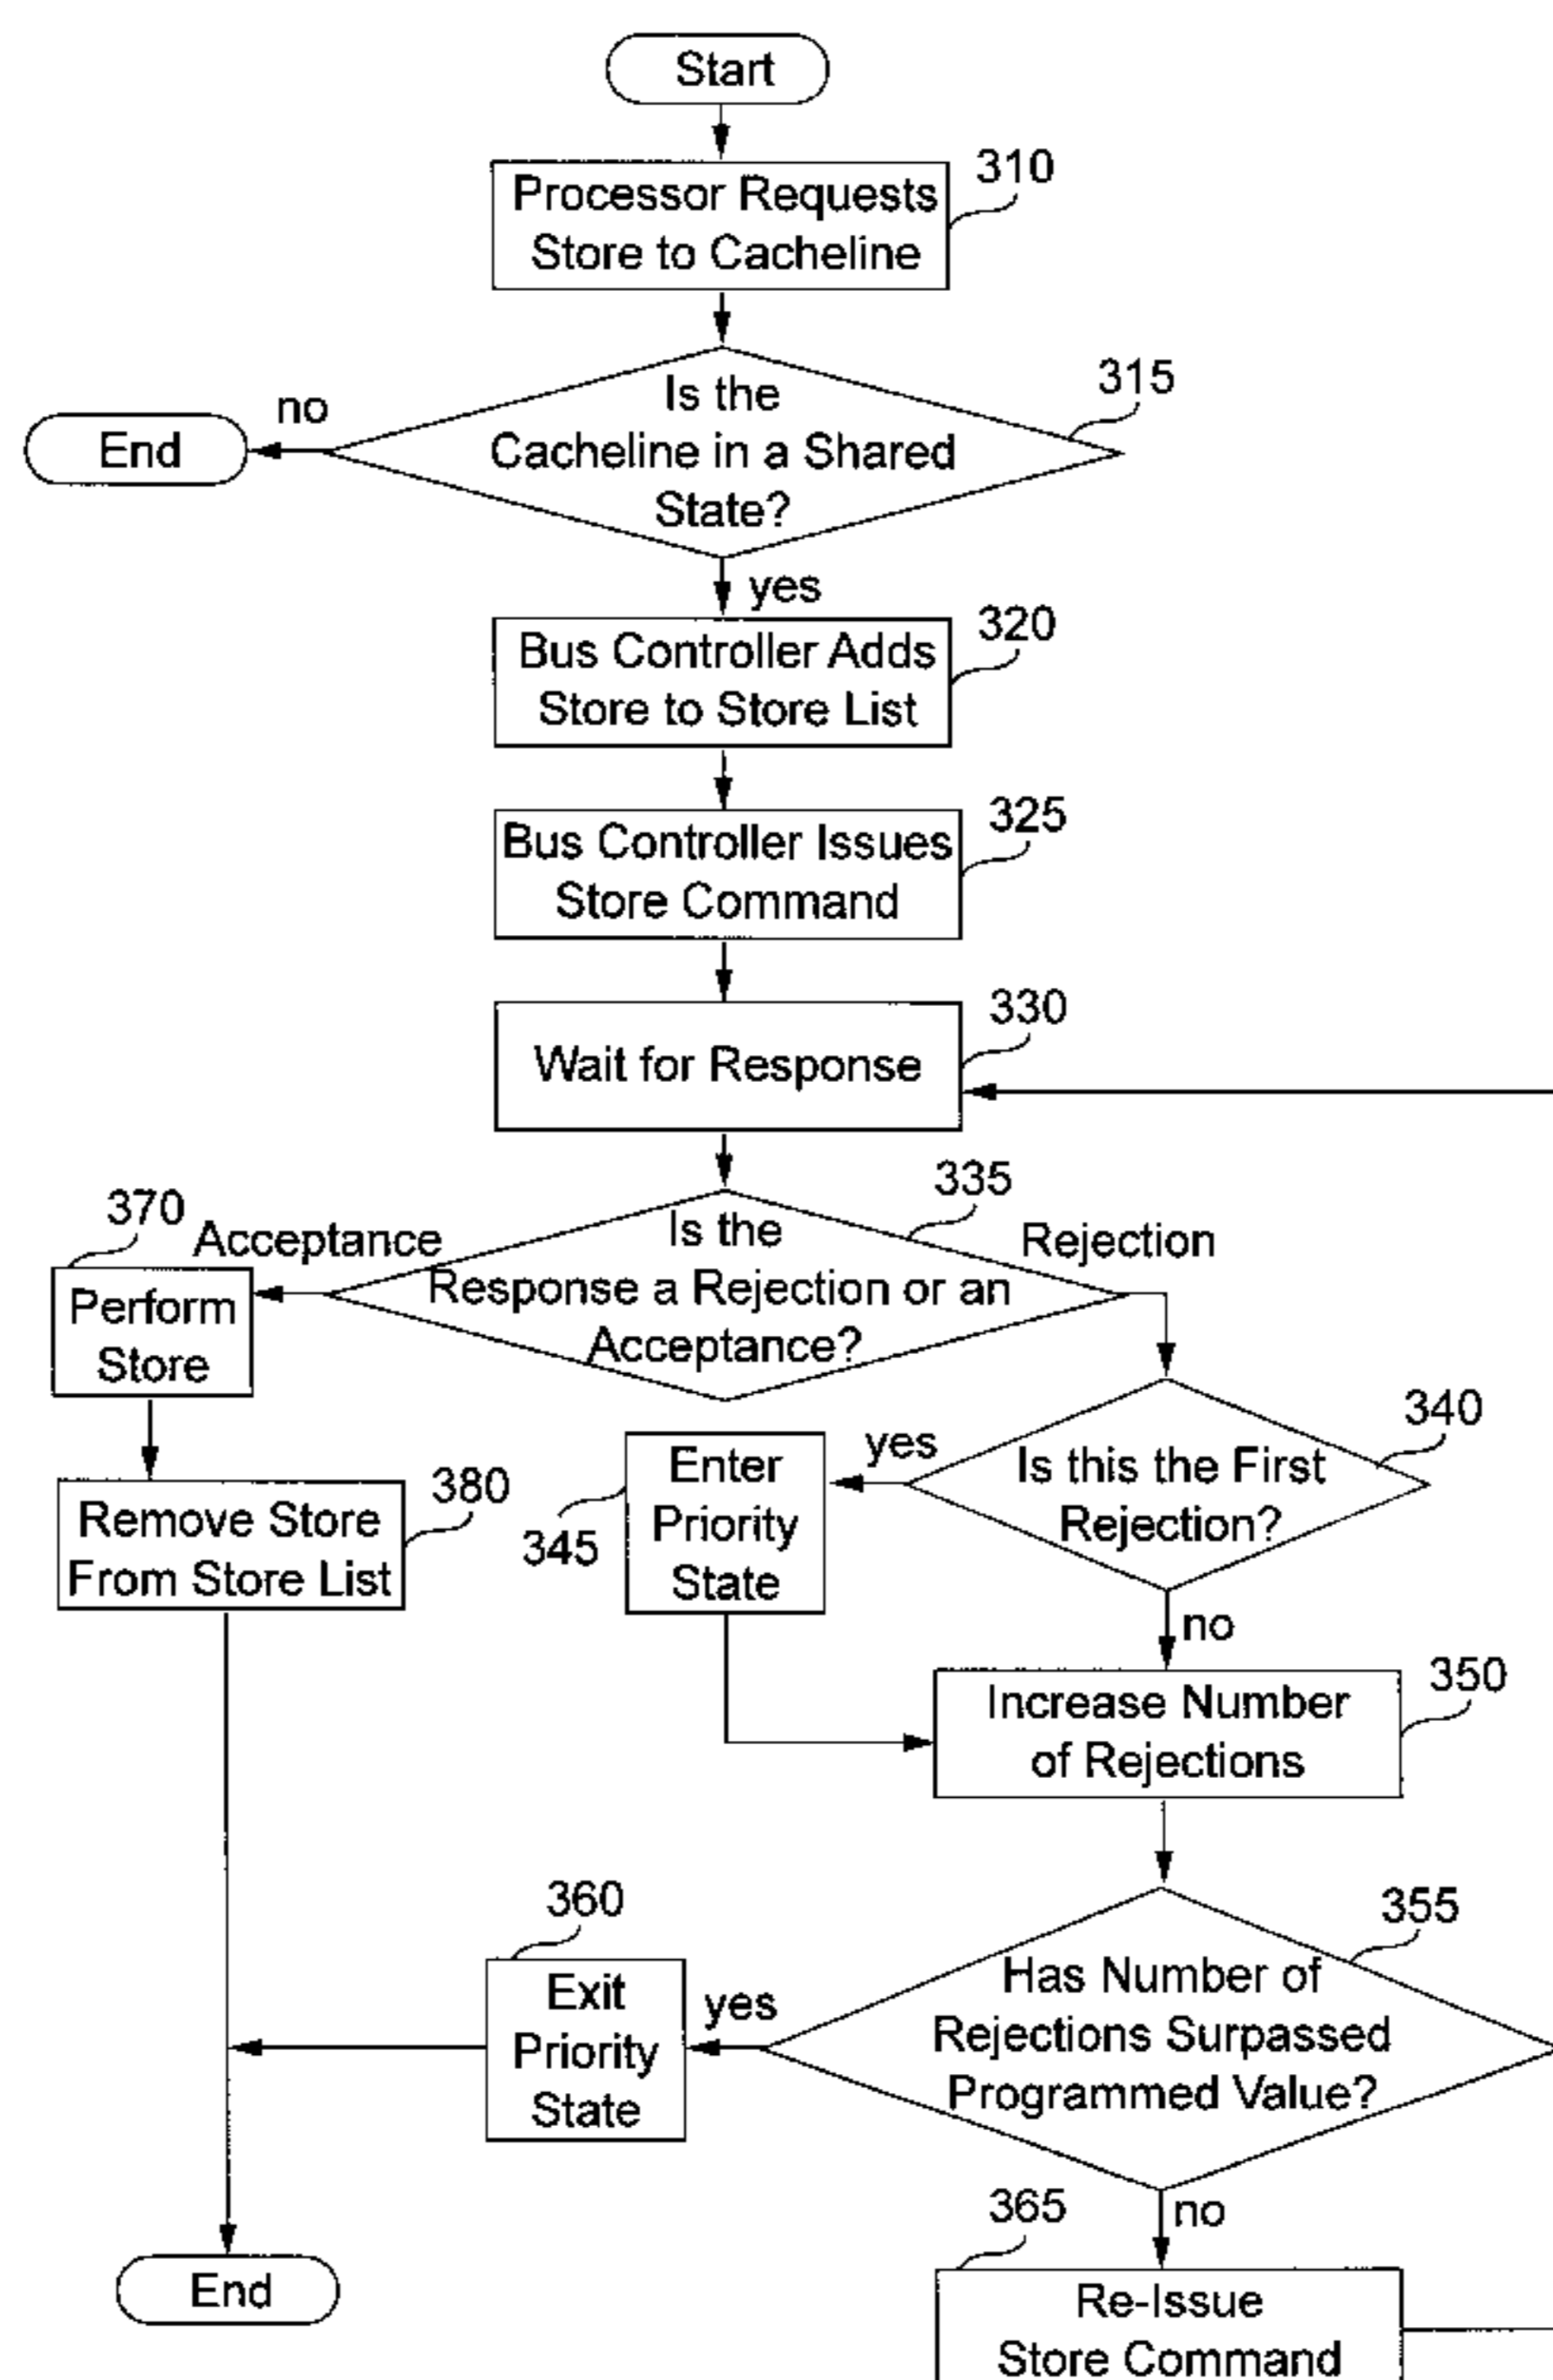 Start
310
Processor Requests
Store to Cacheline
315
Is the
Cacheline in a Shared
State?
no
End
yes
320
Bus Controller Adds
Store to Store List
325
Bus Controller Issues
Store Command
330
Wait for Response
335
Is the
Response a Rejection or an
Acceptance?
Acceptance
Rejection
370
Perform
Store
380
Remove Store
From Store List
340
Is this the First
Rejection?
yes
345
Enter
Priority
State
no
350
Increase Number
of Rejections
355
Has Number of
Rejections Surpassed
Programmed Value?
yes
360
Exit
Priority
State
no
365
Re-Issue
Store Command
End